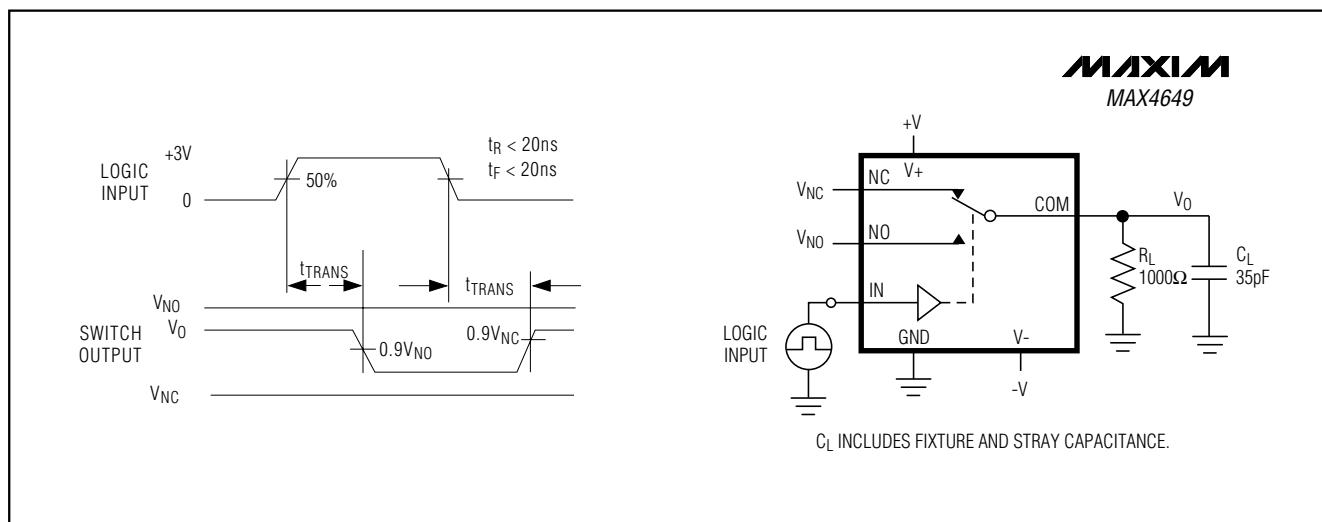 MAXIM
MAX4649
LOGIC
INPUT
+3V
0
50%
tR < 20ns
tF < 20ns
tTRANS
tTRANS
VNO
SWITCH
OUTPUT
VO
0.9VNO
0.9VNC
VNC
+V
V+
VNC
NC
VNO
NO
COM
VO
RL
1000Ω
CL
35pF
IN
LOGIC
INPUT
GND
V-
-V
CL INCLUDES FIXTURE AND STRAY CAPACITANCE.